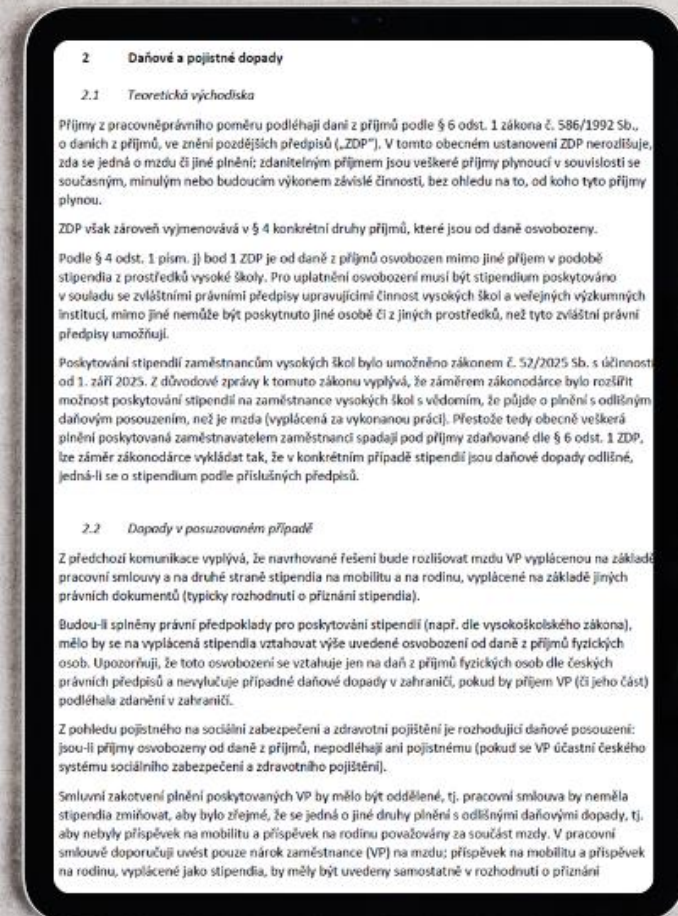 2 Daňové a pojistné dopady
2.1 Teoretická východiska
Příjmy z pracovněprávního poměru podléhají dani z příjmů podle § 6 odst. 1 zákona č. 586/1992 Sb.,
o daních z příjmů, ve znění pozdějších předpisů („ZDP"). V tomto obecném ustanovení ZDP nerozlišuje,
zda se jedná o mzdu či jiné plnění; zdanitelným příjmem jsou veškeré příjmy plynoucí v souvislosti se
současným, minulým nebo budoucím výkonem závislé činnosti, bez ohledu na to, od koho tyto příjmy
plynou.
ZDP však zároveň vyjmenovává v § 4 konkrétní druhy příjmů, které jsou od daně osvobozeny.
Podle § 4 odst. 1 písm. j) bod 1 ZDP je od daně z příjmů osvobozen mimo jiné příjem v podobě
stipendia z prostředků vysoké školy. Pro uplatnění osvobození musí být stipendium poskytováno
v souladu se zvláštními právními předpisy upravujícími činnost vysokých škol a veřejných výzkumných
institucí, mimo jiné nemůže být poskytnuto jiné osobě či z jiných prostředků, než tyto zvláštní právní
předpisy umožňují.
Poskytování stipendií zaměstnancům vysokých škol bylo umožněno zákonem č. 52/2025 Sb. s účinností
od 1. září 2025. Z důvodové zprávy k tomuto zákonu vyplývá, že záměrem zákonodárce bylo rozšířit
možnost poskytování stipendií na zaměstnance vysokých škol s vědomím, že půjde o plnění s odlišným
daňovým posouzením, než je mzda (vyplácená za vykonanou práci). Přestože tedy obecně veškerá
plnění poskytovaná zaměstnavatelem zaměstnanci spadají pod příjmy zdaňované dle § 6 odst. 1 ZDP,
lze záměr zákonodárce vykládat tak, že v konkrétním případě stipendií jsou daňové dopady odlišné,
jedná-li se o stipendium podle příslušných předpisů.
2.2 Dopady v posuzovaném případě
Z předchozí komunikace vyplývá, že navrhované řešení bude rozlišovat mzdu VP vyplácenou na základě
pracovní smlouvy a na druhé straně stipendia na mobilitu a na rodinu, vyplácené na základě jiných
právních dokumentů (typicky rozhodnutí o přiznání stipendia).
Budou-li splněny právní předpoklady pro poskytování stipendií (např. dle vysokoškolského zákona),
mělo by se na vyplácená stipendia vztahovat výše uvedené osvobození od daně z příjmů fyzických
osob. Upozorňuji, že toto osvobození se vztahuje jen na daň z příjmů fyzických osob dle českých
právních předpisů a nevylučuje případné daňové dopady v zahraničí, pokud by příjem VP (či jeho část)
podléhala zdanění v zahraničí.
Z pohledu pojistného na sociální zabezpečení a zdravotní pojištění je rozhodující daňové posouzení:
jsou-li příjmy osvobozeny od daně z příjmů, nepodléhají ani pojistnému (pokud se VP účastní českého
systému sociálního zabezpečení a zdravotního pojištění).
Smluvní zakotvení plnění poskytovaných VP by mělo být oddělené, tj. pracovní smlouva by neměla
stipendia zmiňovat, aby bylo zřejmé, že se jedná o jiné druhy plnění s odlišnými daňovými dopady, tj.
aby nebyly příspěvek na mobilitu a příspěvek na rodinu považovány za součást mzdy. V pracovní
smlouvě doporučuji uvést pouze nárok zaměstnance (VP) na mzdu; příspěvek na mobilitu a příspěvek
na rodinu, vyplácené jako stipendia, by měly být uvedeny samostatně v rozhodnutí o přiznání